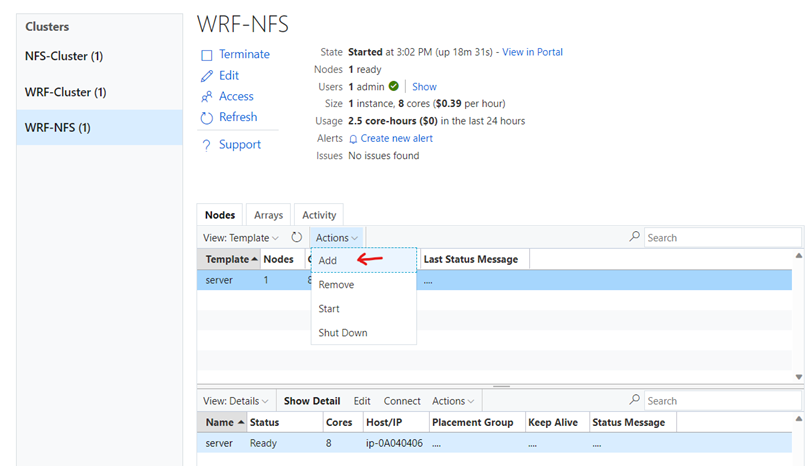 Clusters
NFS-Cluster (1)
WRF-Cluster (1)
WRF-NFS (1)
WRF-NFS
Terminate
Edit
Access
Refresh
Support
State Started at 3:02 PM (up 18m 31s) - View in Portal
Nodes 1 ready
Users 1 admin Show
Size 1 instance, 8 cores ($0.39 per hour)
Usage 2.5 core-hours ($0) in the last 24 hours
Alerts Create new alert
Issues No issues found
Nodes Arrays Activity
View: Template Actions Search
Template Nodes C Last Status Message
server 1 8 ....
Add
Remove
Start
Shut Down
View: Details Show Detail Edit Connect Actions Search
Name Status Cores Host/IP Placement Group Keep Alive Status Message
server Ready 8 ip-0A040406 .... .... ....